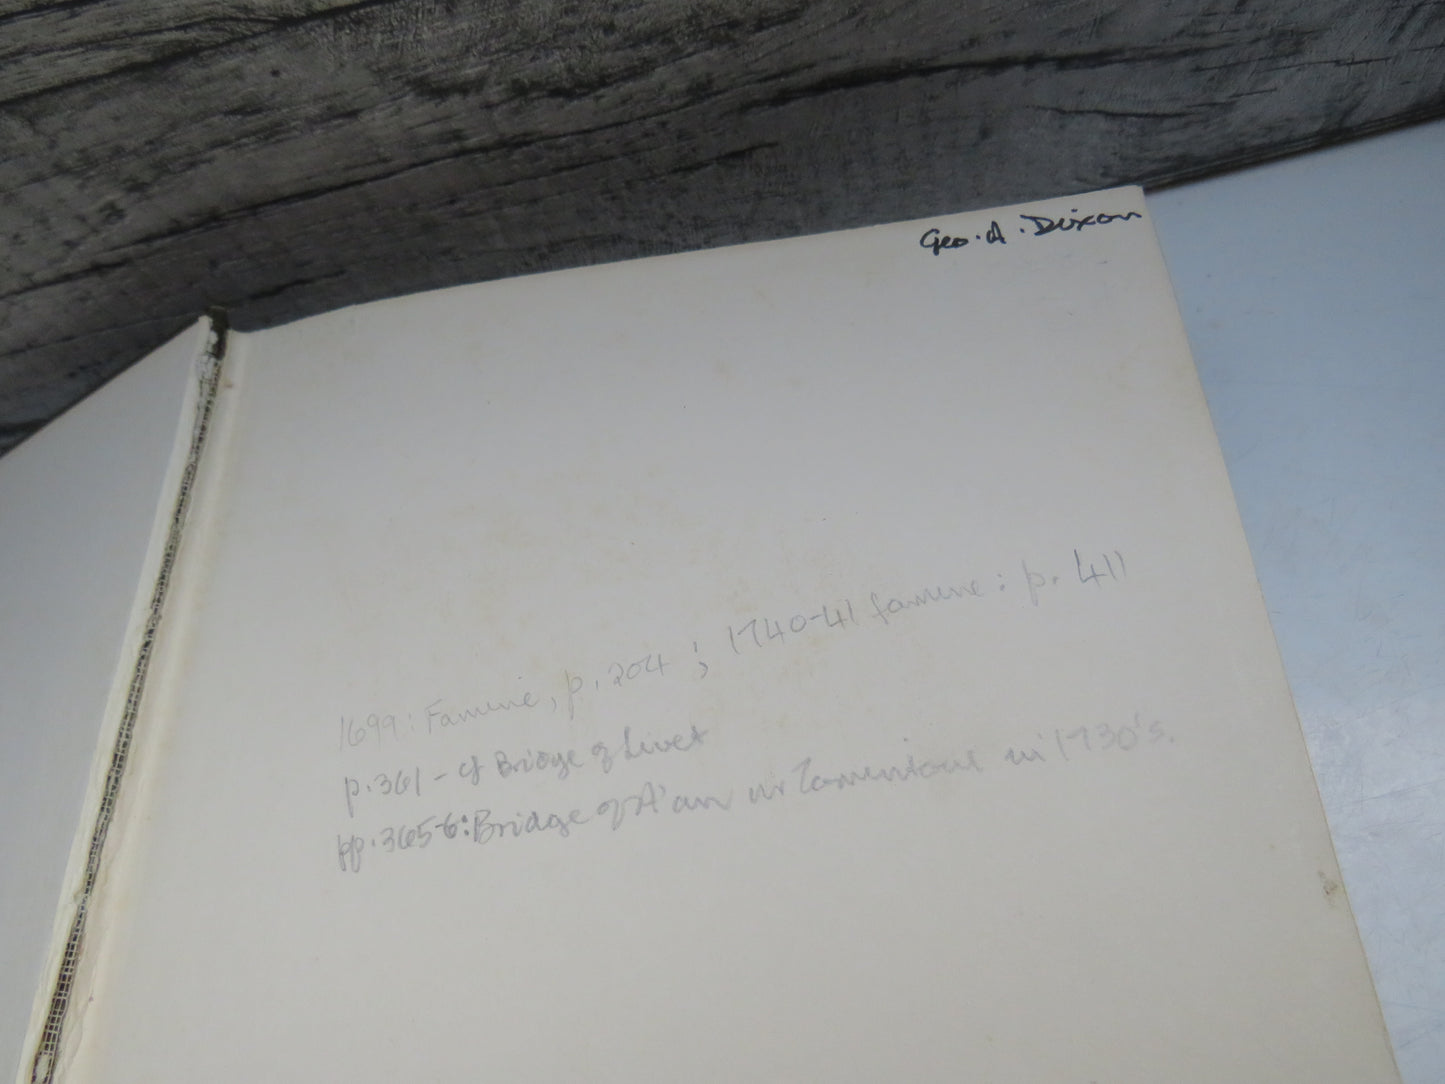 Geo. A. Dixon
1699: Famine, p. 204 ; 1740-41 famine : p. 411
p. 361 - cf Bridge of Livet
pp. 365-6: Bridge of A'an in Tomintoul in 1730's.